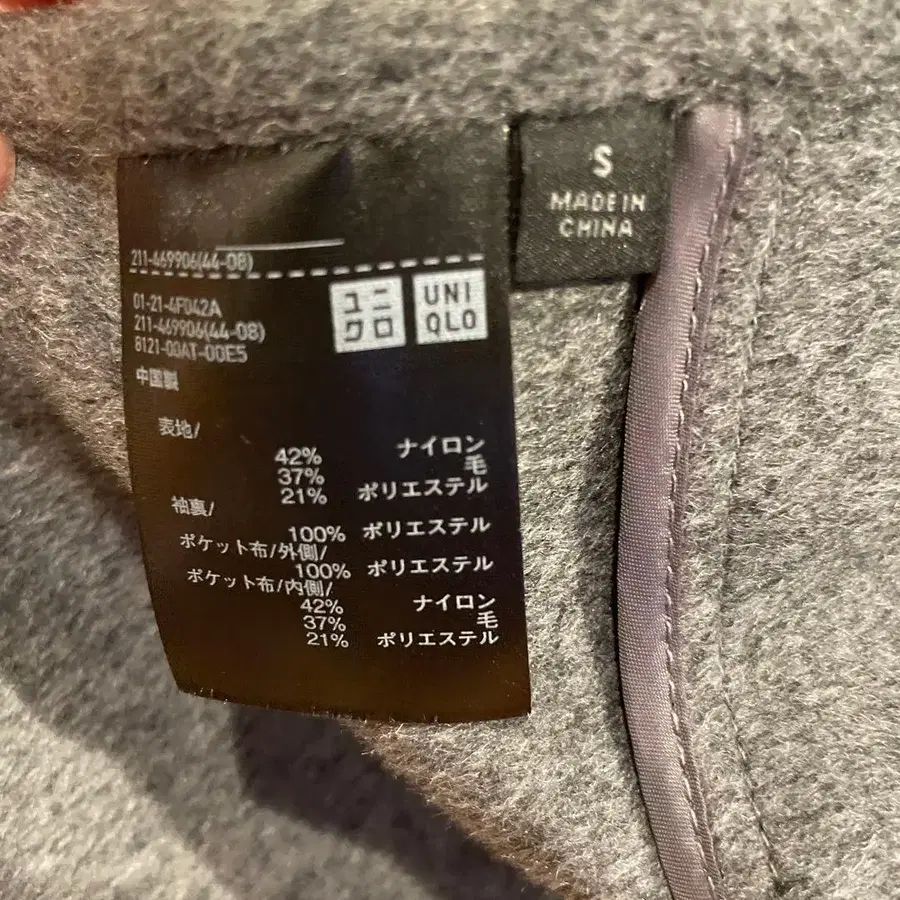 211-469906(44-08)
01-21-4F042A
211-469906(44-08)
8121-00AT-00E5
中国製
ユニ
クロ
UNI
QLO
表地/
42% ナイロン
37% 毛
21% ポリエステル
袖裏/
100% ポリエステル
ポケット布/外側/
100% ポリエステル
ポケット布/内側/
42% ナイロン
37% 毛
21% ポリエステル
S
MADE IN
CHINA